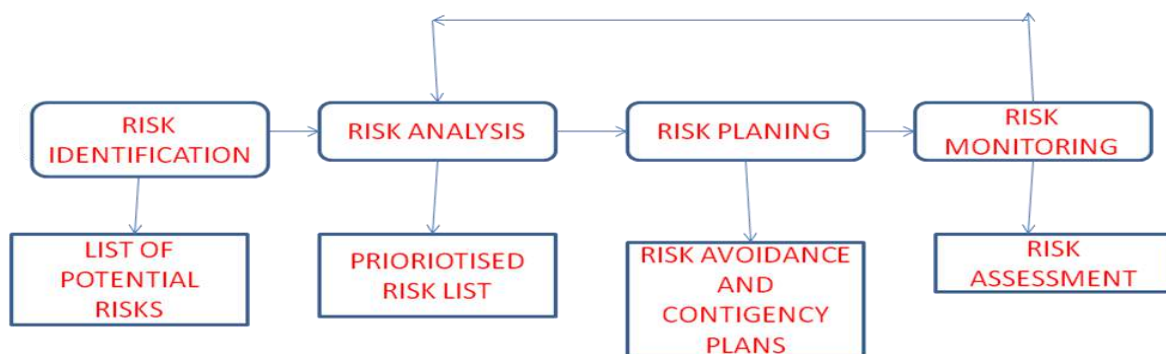 RISK
IDENTIFICATION
RISK ANALYSIS
RISK PLANING
RISK
MONITORING
LIST OF
POTENTIAL
RISKS
PRIORIOTISED
RISK LIST
RISK AVOIDANCE
AND
CONTIGENCY
PLANS
RISK
ASSESSMENT